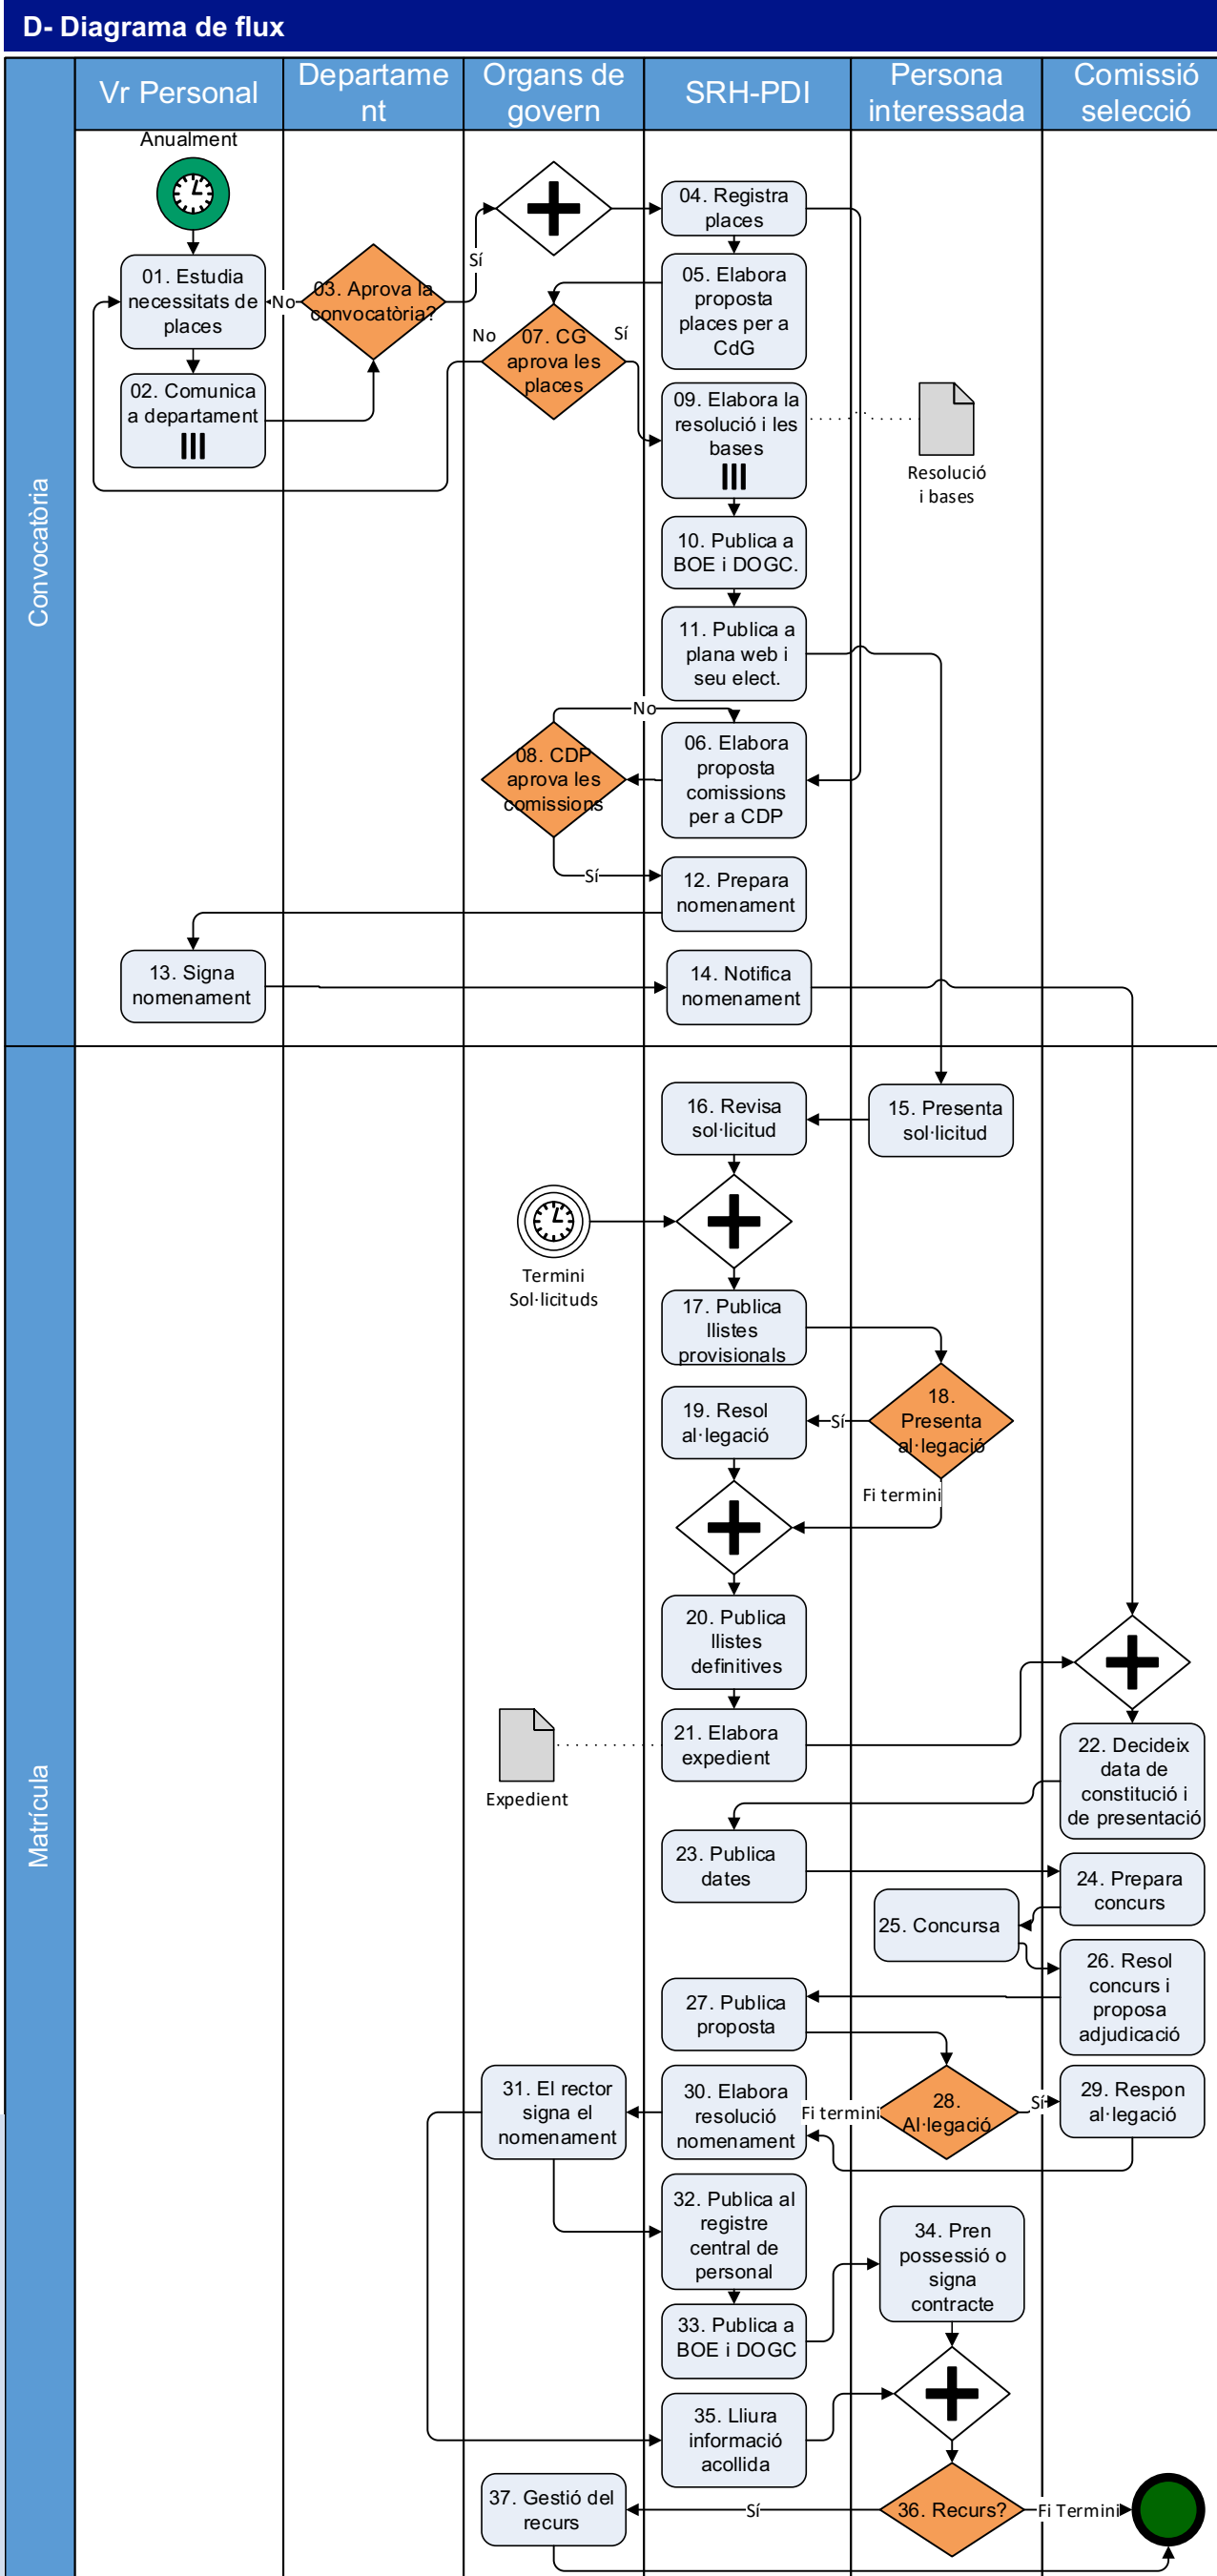 D- Diagrama de flux
Vr Personal
Departame
nt
Organs de
govern
SRH-PDI
Persona
interessada
Comissió
selecció
Convocatòria
Anualment
01. Estudia
necessitats de
places
No
03. Aprova la
convocatòria?
Sí
04. Registra
places
05. Elabora
proposta
places per a
CdG
02. Comunica
a departament
No
07. CG
aprova les
places
Sí
09. Elabora la
resolució i les
bases
Resolució
i bases
10. Publica a
BOE i DOGC.
11. Publica a
plana web i
seu elect.
No
08. CDP
aprova les
comissions
06. Elabora
proposta
comissions
per a CDP
Sí
12. Prepara
nomenament
13. Signa
nomenament
14. Notifica
nomenament
Matrícula
16. Revisa
sol·licitud
15. Presenta
sol·licitud
Termini
Sol·licituds
17. Publica
llistes
provisionals
18.
Presenta
al·legació
Sí
19. Resol
al·legació
Fi termini
20. Publica
llistes
definitives
21. Elabora
expedient
Expedient
22. Decideix
data de
constitució i
de presentació
23. Publica
dates
24. Prepara
concurs
25. Concursa
26. Resol
concurs i
proposa
adjudicació
27. Publica
proposta
28.
Al·legació
Sí
29. Respon
al·legació
Fi termini
30. Elabora
resolució
nomenament
31. El rector
signa el
nomenament
32. Publica al
registre
central de
personal
33. Publica a
BOE i DOGC
34. Pren
possessió o
signa
contracte
35. Lliura
informació
acollida
36. Recurs?
Sí
Fi Termini
37. Gestió del
recurs